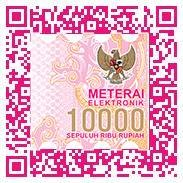 METERAI
ELEKTRONIK
10000
SEPULUH RIBU RUPIAH